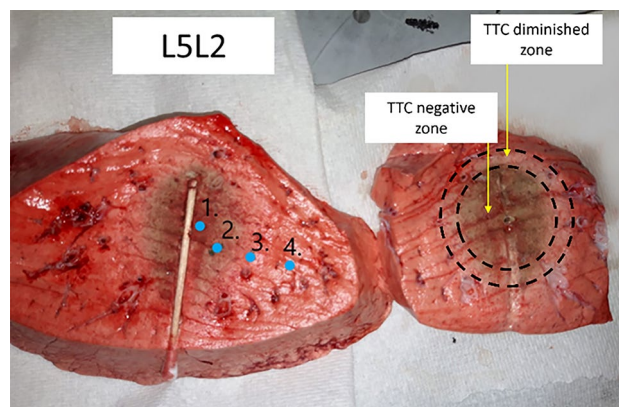 L5L2
TTC diminished
zone
TTC negative
zone
1.
2.
3.
4.